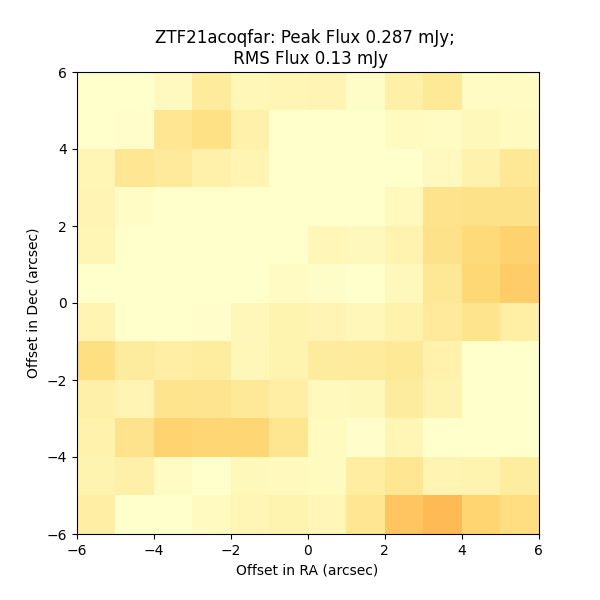 ZTF21acoqfar: Peak Flux 0.287 mJy;
RMS Flux 0.13 mJy
6
4
2
0
−2
−4
−6
Offset in Dec (arcsec)
−6 −4 −2 0 2 4 6
Offset in RA (arcsec)